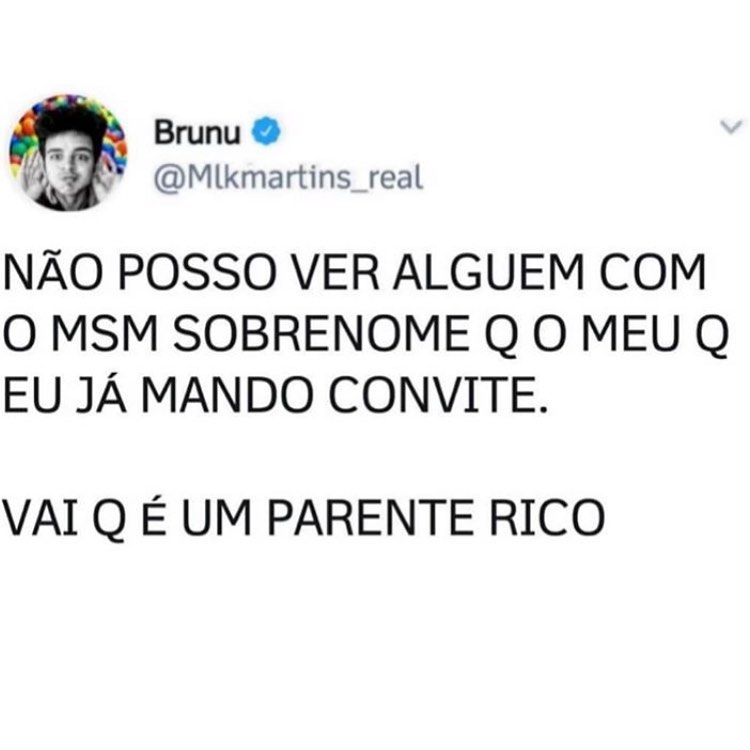 Brunu
@Mlkmartins_real
NÃO POSSO VER ALGUEM COM
O MSM SOBRENOME Q O MEU Q
EU JÁ MANDO CONVITE.
VAI Q É UM PARENTE RICO